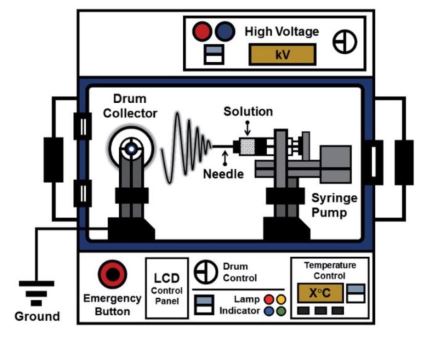 High Voltage
kV
Drum
Collector
Solution
Needle
Syringe
Pump
Ground
Emergency
Button
LCD
Control
Panel
Drum
Control
Lamp
Indicator
Temperature
Control
X°C